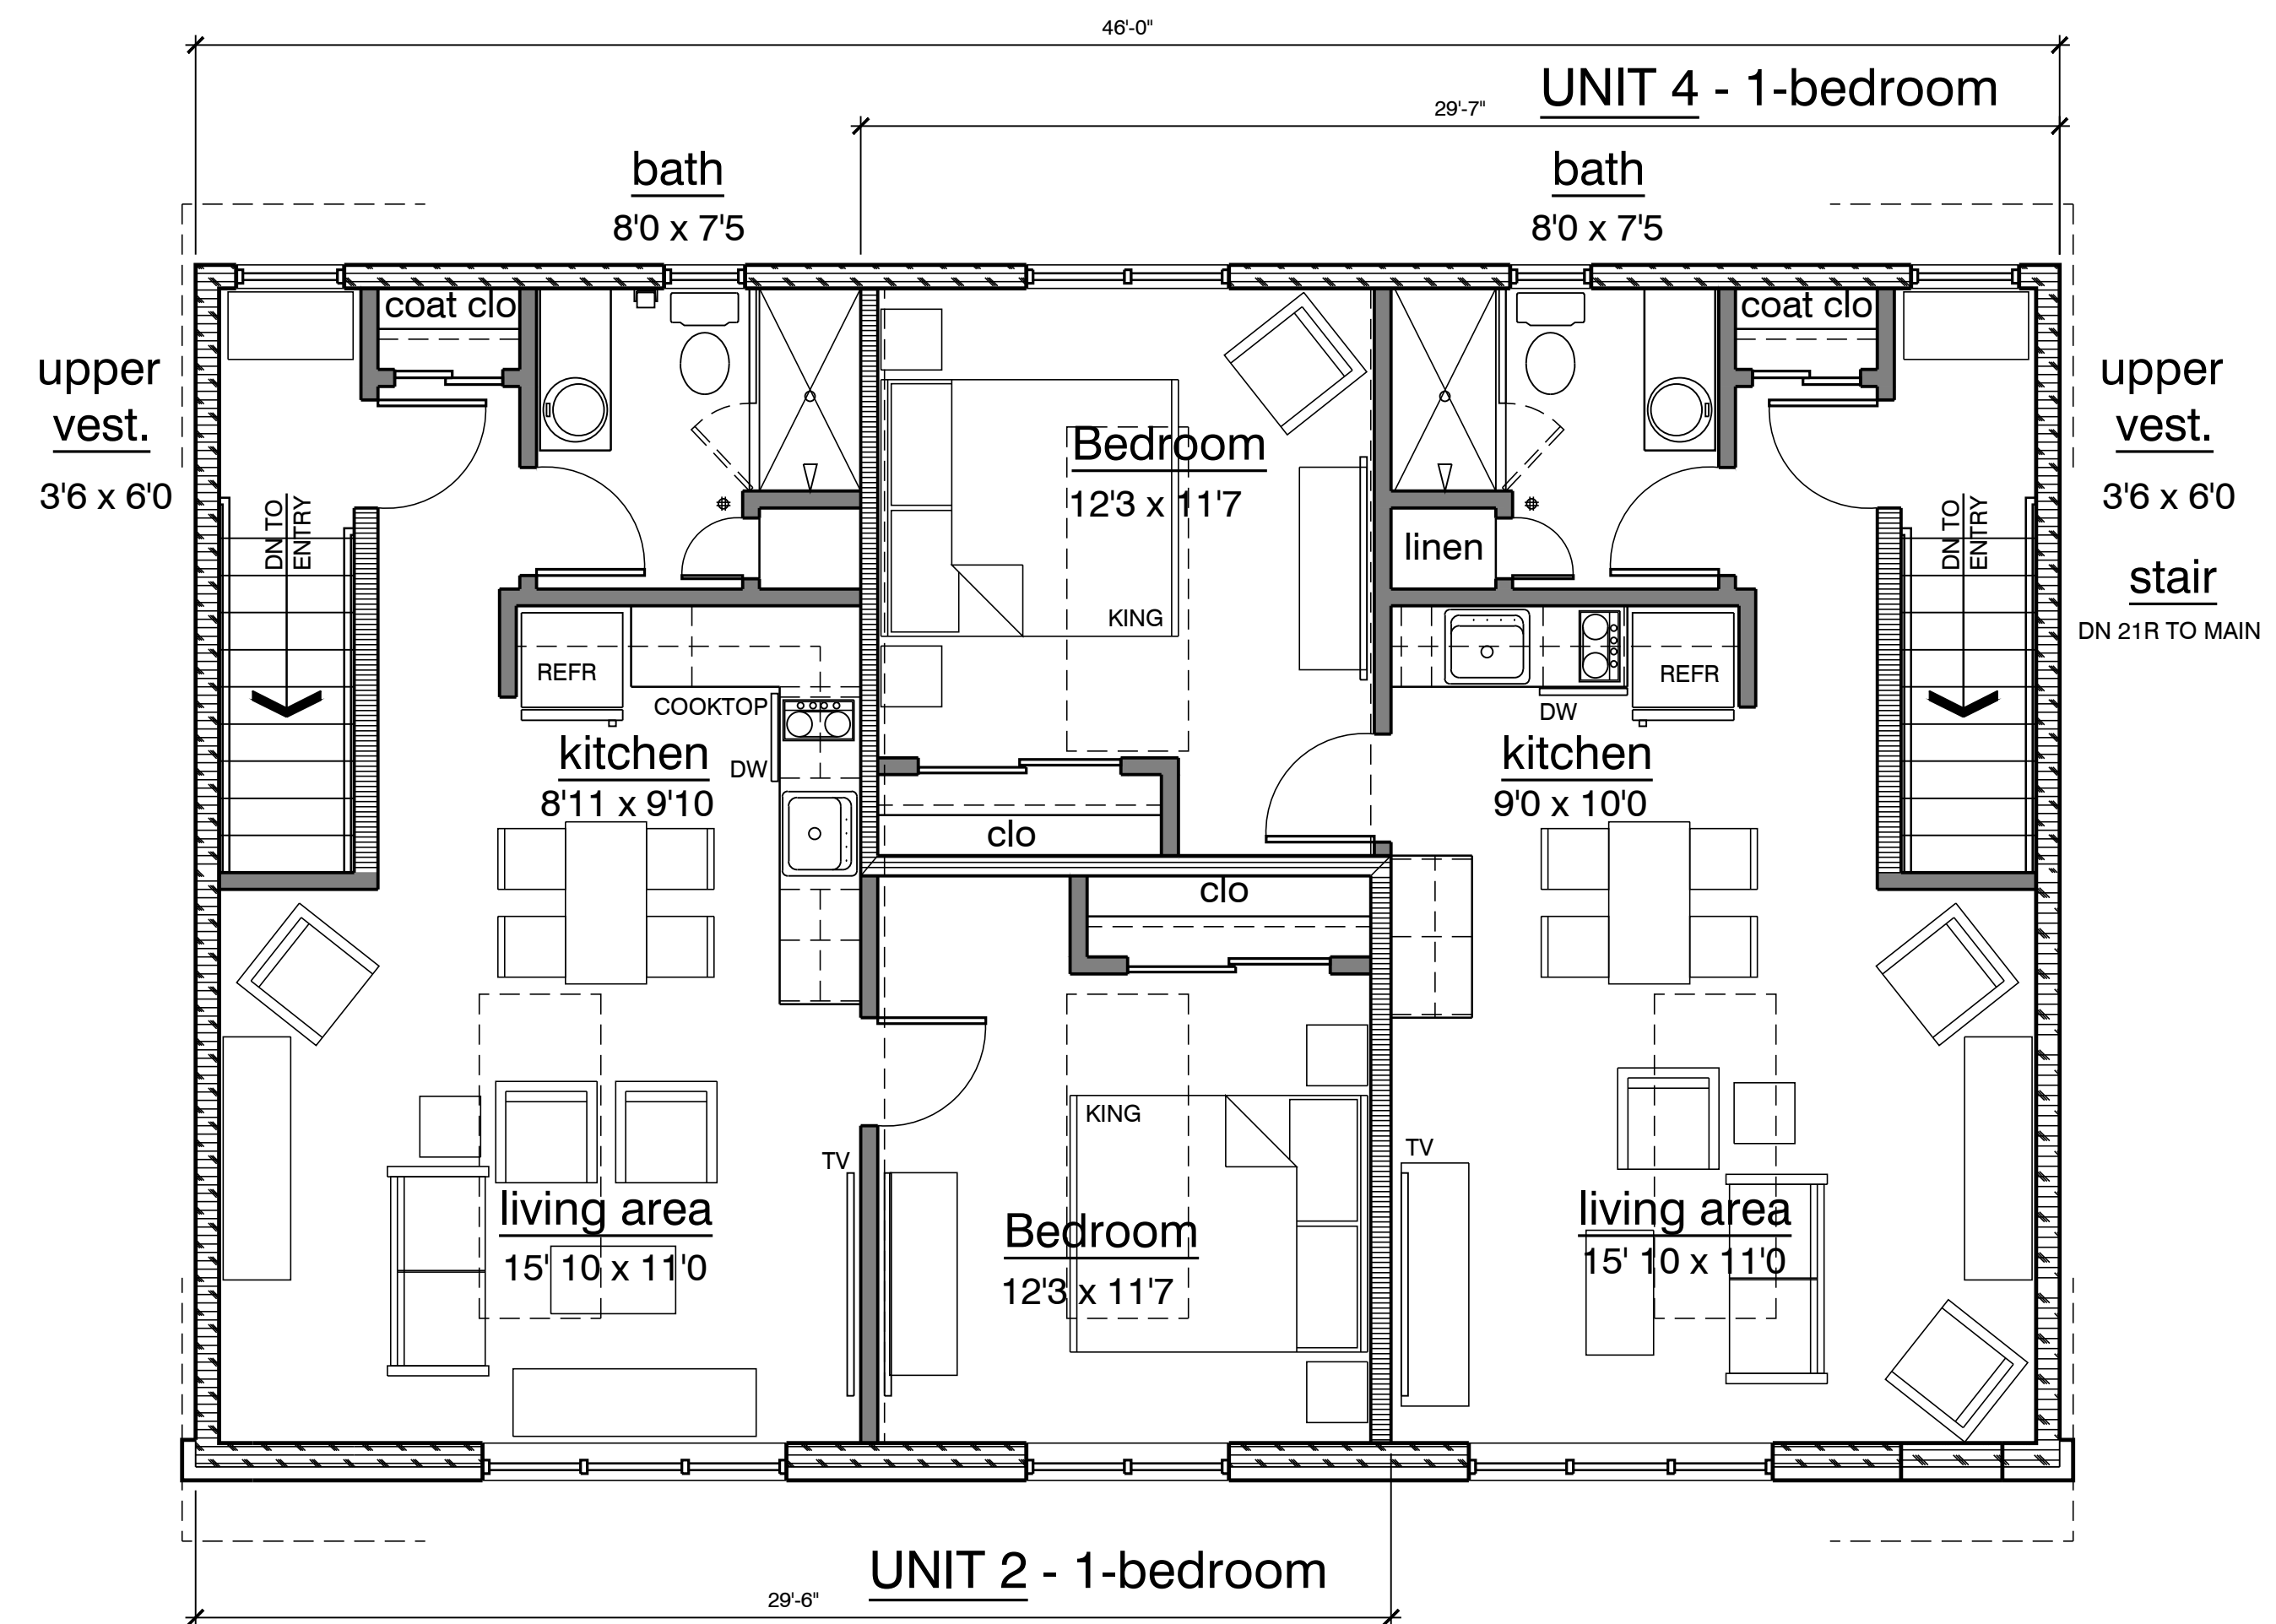 46'-0"
UNIT 4 - 1-bedroom
29'-7"
bath
8'0 x 7'5
bath
8'0 x 7'5
coat clo
coat clo
upper
vest.
3'6 x 6'0
upper
vest.
3'6 x 6'0
Bedroom
12'3 x 11'7
DN TO
ENTRY
DN TO
ENTRY
linen
stair
DN 21R TO MAIN
KING
REFR
REFR
COOKTOP
DW
kitchen
8'11 x 9'10
DW
kitchen
9'0 x 10'0
clo
clo
KING
TV
TV
living area
15' 10 x 11'0
Bedroom
12'3 x 11'7
living area
15' 10 x 11'0
UNIT 2 - 1-bedroom
29'-6"